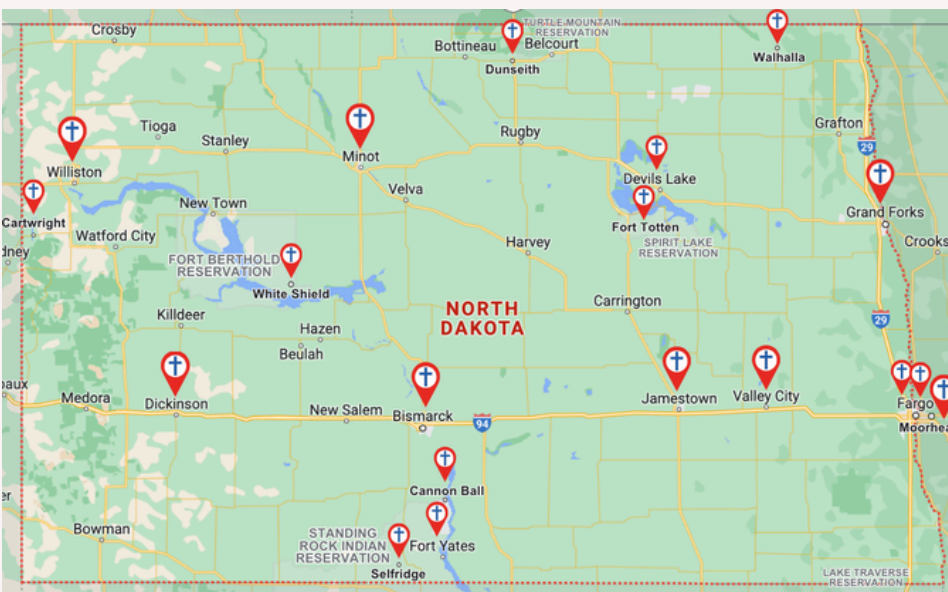 TURTLE MOUNTAIN
RESERVATION
Crosby
Bottineau
Belcourt
Dunseith
Walhalla
Tioga
Stanley
Minot
Rugby
Grafton
29
Williston
Devils Lake
Velva
Cartwright
New Town
Fort Totten
Grand Forks
Watford City
Harvey
SPIRIT LAKE
RESERVATION
Crooks
dney
FORT BERTHOLD
RESERVATION
White Shield
NORTH
DAKOTA
Carrington
Killdeer
29
Hazen
Beulah
baux
Medora
Dickinson
New Salem
Bismarck
94
Jamestown
Valley City
Fargo
Moorhea
Cannon Ball
er
Bowman
STANDING
ROCK INDIAN
RESERVATION
Fort Yates
Selfridge
LAKE TRAVERSE
RESERVATION